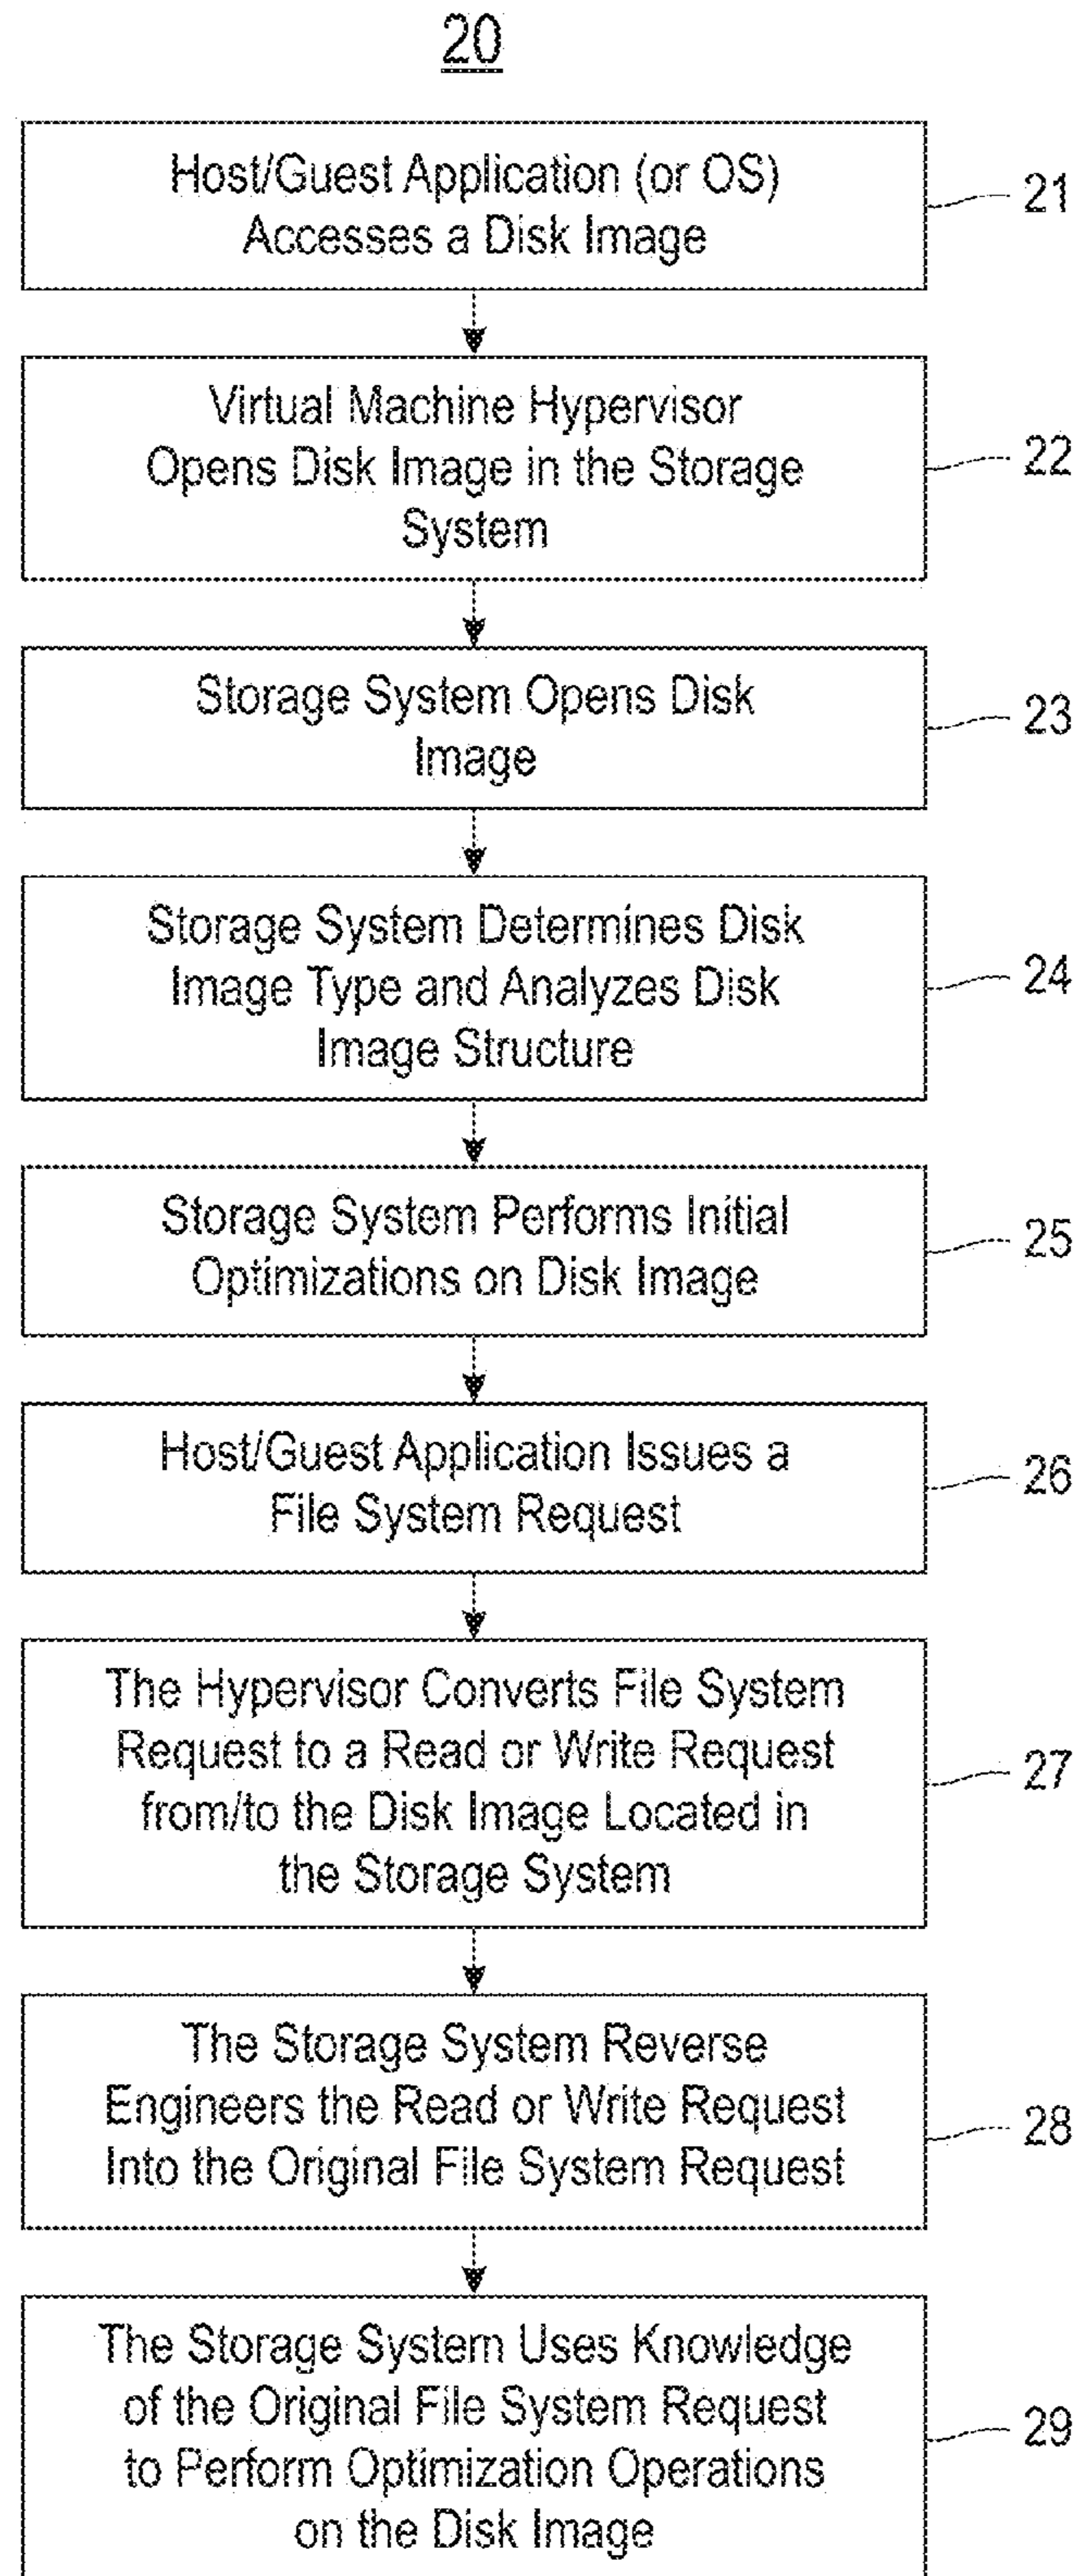 20
Host/Guest Application (or OS)
Accesses a Disk Image
21
Virtual Machine Hypervisor
Opens Disk Image in the Storage
System
22
Storage System Opens Disk
Image
23
Storage System Determines Disk
Image Type and Analyzes Disk
Image Structure
24
Storage System Performs Initial
Optimizations on Disk Image
25
Host/Guest Application Issues a
File System Request
26
The Hypervisor Converts File System
Request to a Read or Write Request
from/to the Disk Image Located in
the Storage System
27
The Storage System Reverse
Engineers the Read or Write Request
Into the Original File System Request
28
The Storage System Uses Knowledge
of the Original File System Request
to Perform Optimization Operations
on the Disk Image
29